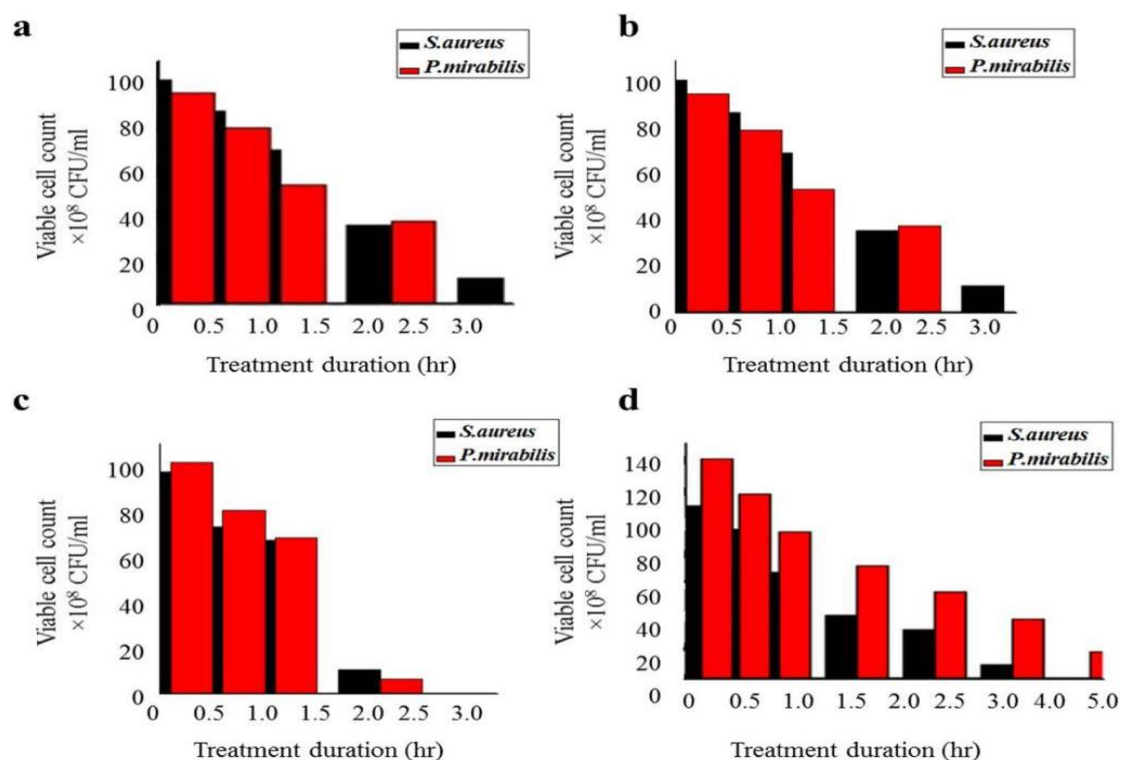 a
S.aureus
P.mirabilis
Viable cell count
×10⁸ CFU/ml
100
80
60
40
20
0
0 0.5 1.0 1.5 2.0 2.5 3.0
Treatment duration (hr)
b
S.aureus
P.mirabilis
Viable cell count
×10⁸ CFU/ml
100
80
60
40
20
0
0 0.5 1.0 1.5 2.0 2.5 3.0
Treatment duration (hr)
c
S.aureus
P.mirabilis
Viable cell count
×10⁸ CFU/ml
100
80
60
40
20
0
0 0.5 1.0 1.5 2.0 2.5 3.0
Treatment duration (hr)
d
S.aureus
P.mirabilis
Viable cell count
×10⁸ CFU/ml
140
120
100
80
60
40
20
0
0 0.5 1.0 1.5 2.0 2.5 3.0 4.0 5.0
Treatment duration (hr)